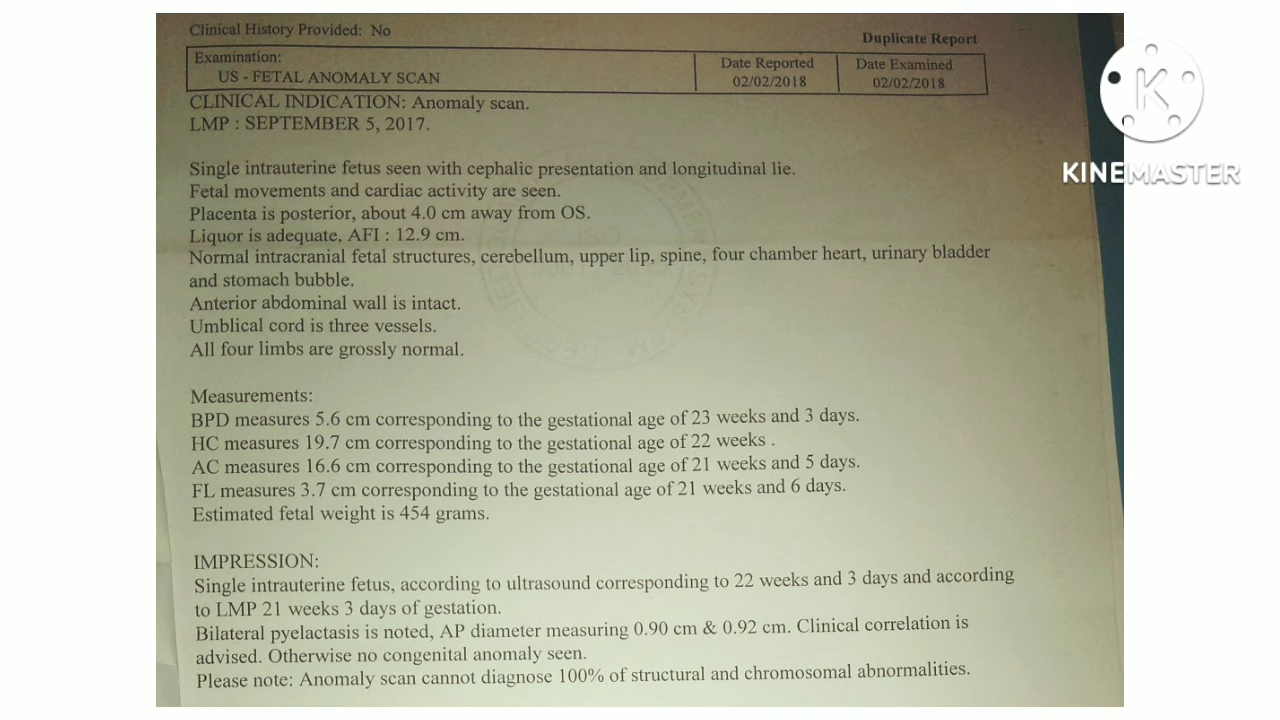 Clinical History Provided: No
Duplicate Report
Examination:
US - FETAL ANOMALY SCAN
Date Reported
02/02/2018
Date Examined
02/02/2018
CLINICAL INDICATION: Anomaly scan.
LMP : SEPTEMBER 5, 2017.
Single intrauterine fetus seen with cephalic presentation and longitudinal lie.
Fetal movements and cardiac activity are seen.
Placenta is posterior, about 4.0 cm away from OS.
Liquor is adequate, AFI : 12.9 cm.
Normal intracranial fetal structures, cerebellum, upper lip, spine, four chamber heart, urinary bladder
and stomach bubble.
Anterior abdominal wall is intact.
Umblical cord is three vessels.
All four limbs are grossly normal.
Measurements:
BPD measures 5.6 cm corresponding to the gestational age of 23 weeks and 3 days.
HC measures 19.7 cm corresponding to the gestational age of 22 weeks .
AC measures 16.6 cm corresponding to the gestational age of 21 weeks and 5 days.
FL measures 3.7 cm corresponding to the gestational age of 21 weeks and 6 days.
Estimated fetal weight is 454 grams.
IMPRESSION:
Single intrauterine fetus, according to ultrasound corresponding to 22 weeks and 3 days and according
to LMP 21 weeks 3 days of gestation.
Bilateral pyelactasis is noted, AP diameter measuring 0.90 cm & 0.92 cm. Clinical correlation is
advised. Otherwise no congenital anomaly seen.
Please note: Anomaly scan cannot diagnose 100% of structural and chromosomal abnormalities.
K
KINEMASTER